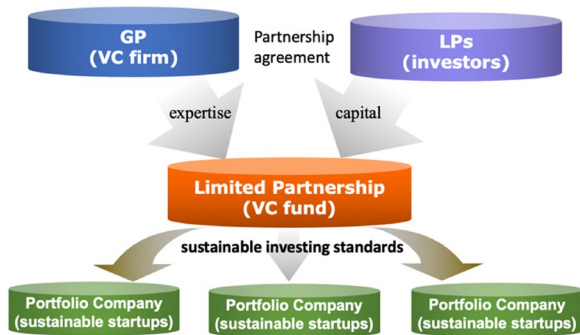 GP
(VC firm)
Partnership
agreement
LPs
(investors)
expertise
capital
Limited Partnership
(VC fund)
sustainable investing standards
Portfolio Company
(sustainable startups)
Portfolio Company
(sustainable startups)
Portfolio Company
(sustainable startups)